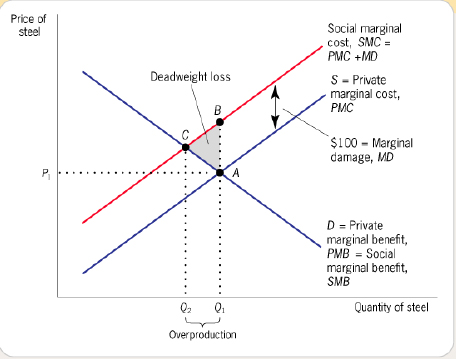 Price of
steel
Social marginal
cost, SMC =
PMC +MD
Deadweight loss
S = Private
marginal cost,
PMC
B
C
$100 = Marginal
damage, MD
P1
A
D = Private
marginal benefit,
PMB = Social
marginal benefit,
SMB
Q2 Q1
Quantity of steel
Overproduction